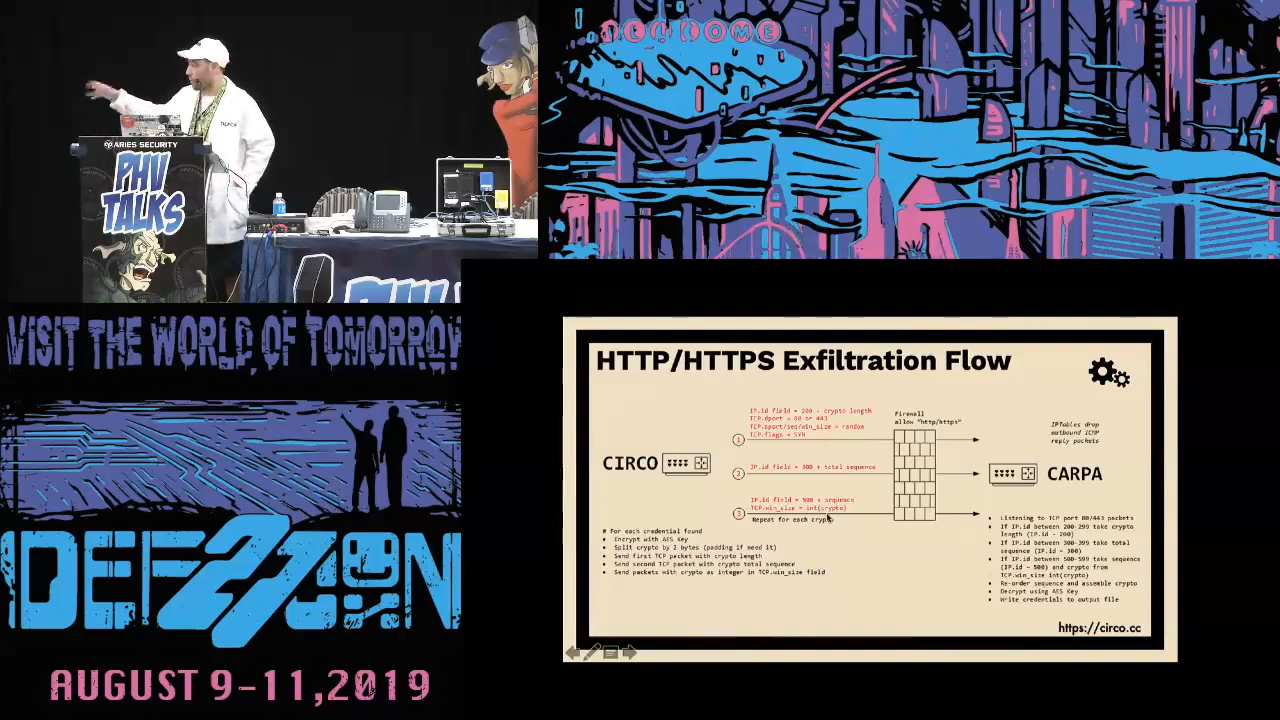 WELCOME
ARIES SECURITY
PHV
TALKS
VISIT THE WORLD OF TOMORROW
DEFCON
27
AUGUST 9-11,2019
HTTP/HTTPS Exfiltration Flow
IP.id field = 200 + crypto length
TCP.dport = 80 or 443
TCP.sport/seq/win_size = random
TCP.flags = SYN
1
Firewall
allow "http/https"
IPTables drop
outbound ICMP
reply packets
CIRCO
2
IP.id field = 300 + total sequence
CARPA
IP.id field = 500 + sequence
TCP.win_size = int(crypto)
3
Repeat for each crypto
# For each credential found
• Encrypt with AES Key
• Split crypto by 2 bytes (padding if need it)
• Send first TCP packet with crypto length
• Send second TCP packet with crypto total sequence
• Send packets with crypto as integer in TCP.win_size field
• Listening to TCP port 80/443 packets
• If IP.id between 200-299 take crypto
length (IP.id - 200)
• If IP.id between 300-399 take total
sequence (IP.id - 300)
• If IP.id between 500-599 take sequence
(IP.id - 500) and crypto from
TCP.win_size int(crypto)
• Re-order sequence and assemble crypto
• Decrypt using AES Key
• Write credentials to output file
https://circo.cc